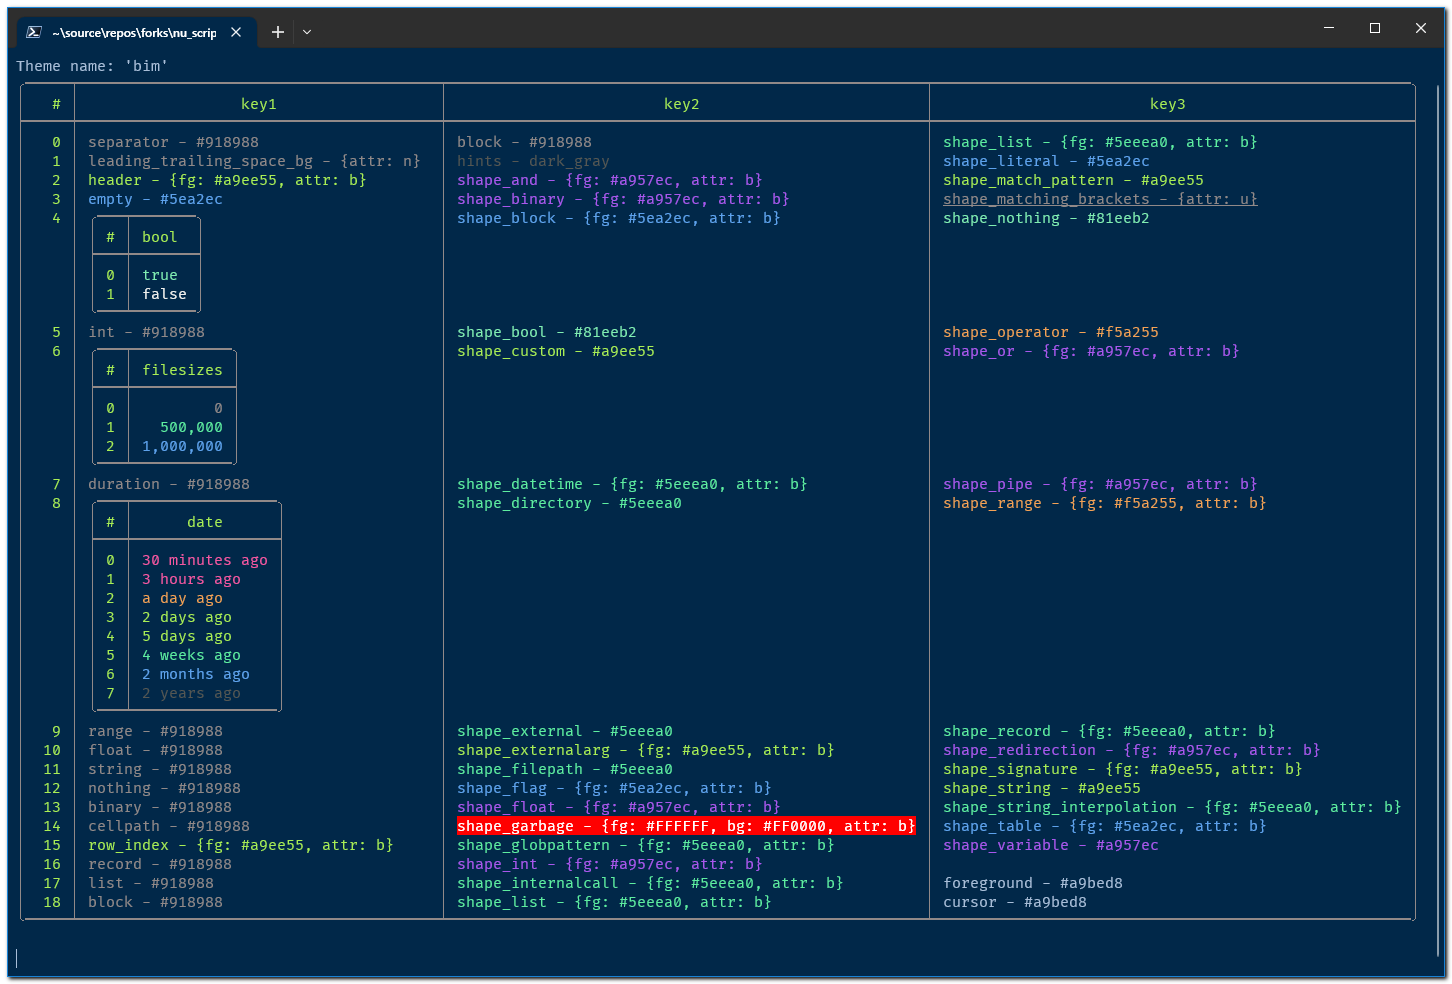 ~\source\repos\forks\nu_scrip
Theme name: 'bim'
# key1 key2 key3
0 separator - #918988 block - #918988 shape_list - {fg: #5eeea0, attr: b}
1 leading_trailing_space_bg - {attr: n} hints - dark_gray shape_literal - #5ea2ec
2 header - {fg: #a9ee55, attr: b} shape_and - {fg: #a957ec, attr: b} shape_match_pattern - #a9ee55
3 empty - #5ea2ec shape_binary - {fg: #a957ec, attr: b} shape_matching_brackets - {attr: u}
4 shape_block - {fg: #5ea2ec, attr: b} shape_nothing - #81eeb2
# bool
0 true
1 false
5 int - #918988 shape_bool - #81eeb2 shape_operator - #f5a255
6 shape_custom - #a9ee55 shape_or - {fg: #a957ec, attr: b}
# filesizes
0 0
1 500,000
2 1,000,000
7 duration - #918988 shape_datetime - {fg: #5eeea0, attr: b} shape_pipe - {fg: #a957ec, attr: b}
8 shape_directory - #5eeea0 shape_range - {fg: #f5a255, attr: b}
# date
0 30 minutes ago
1 3 hours ago
2 a day ago
3 2 days ago
4 5 days ago
5 4 weeks ago
6 2 months ago
7 2 years ago
9 range - #918988 shape_external - #5eeea0 shape_record - {fg: #5eeea0, attr: b}
10 float - #918988 shape_externalarg - {fg: #a9ee55, attr: b} shape_redirection - {fg: #a957ec, attr: b}
11 string - #918988 shape_filepath - #5eeea0 shape_signature - {fg: #a9ee55, attr: b}
12 nothing - #918988 shape_flag - {fg: #5ea2ec, attr: b} shape_string - #a9ee55
13 binary - #918988 shape_float - {fg: #a957ec, attr: b} shape_string_interpolation - {fg: #5eeea0, attr: b}
14 cellpath - #918988 shape_garbage - {fg: #FFFFFF, bg: #FF0000, attr: b} shape_table - {fg: #5ea2ec, attr: b}
15 row_index - {fg: #a9ee55, attr: b} shape_globpattern - {fg: #5eeea0, attr: b} shape_variable - #a957ec
16 record - #918988 shape_int - {fg: #a957ec, attr: b}
17 list - #918988 shape_internalcall - {fg: #5eeea0, attr: b} foreground - #a9bed8
18 block - #918988 shape_list - {fg: #5eeea0, attr: b} cursor - #a9bed8